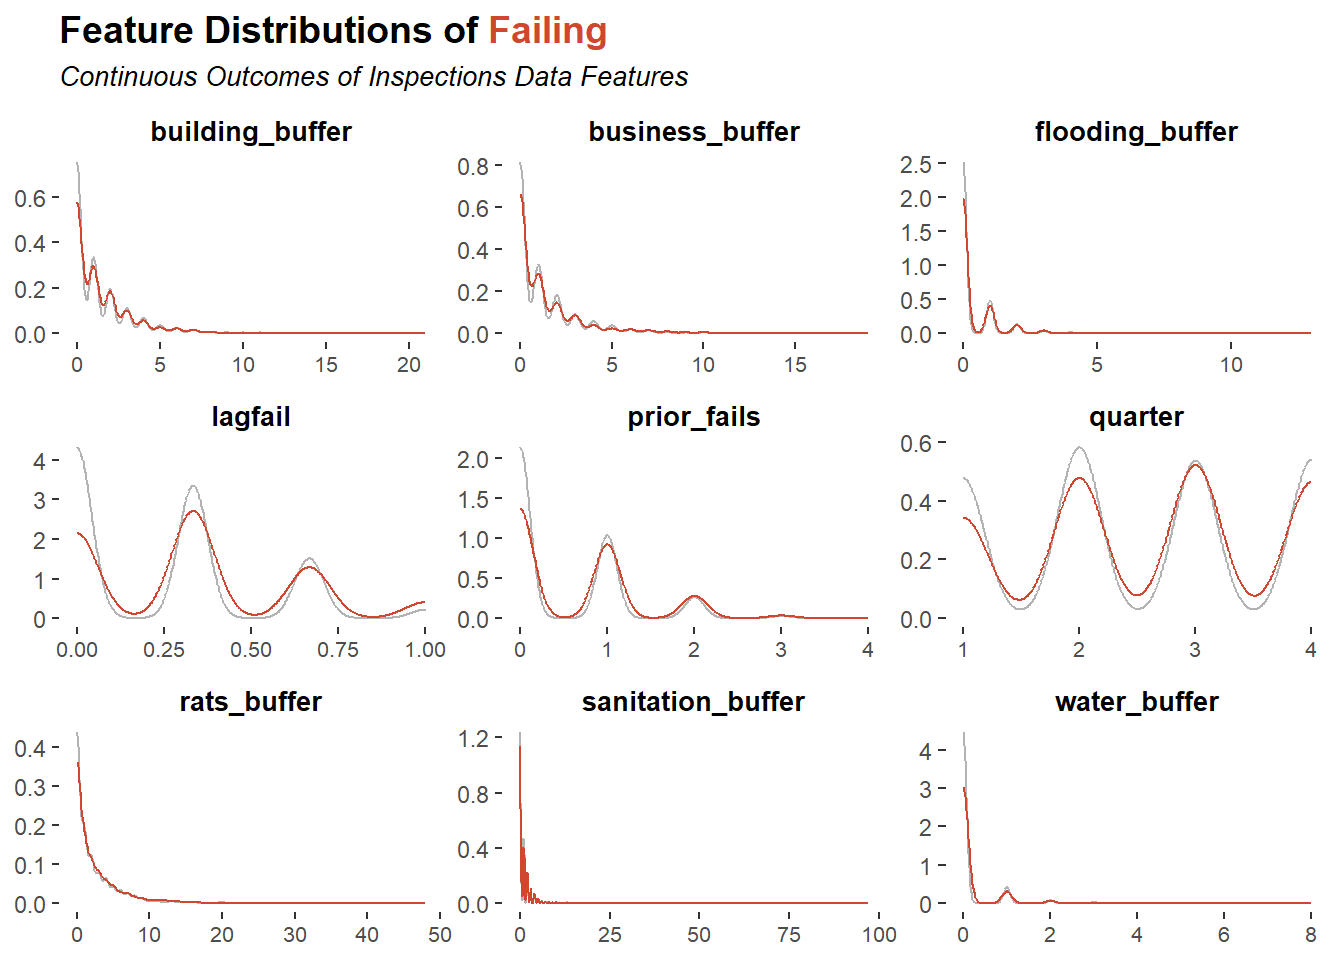 Feature Distributions of Failing
Continuous Outcomes of Inspections Data Features
building_buffer
0.6
0.4
0.2
0.0
0 5 10 15 20
business_buffer
0.8
0.6
0.4
0.2
0.0
0 5 10 15
flooding_buffer
2.5
2.0
1.5
1.0
0.5
0.0
0 5 10
lagfail
4
3
2
1
0
0.00 0.25 0.50 0.75 1.00
prior_fails
2.0
1.5
1.0
0.5
0.0
0 1 2 3 4
quarter
0.6
0.4
0.2
0.0
1 2 3 4
rats_buffer
0.4
0.3
0.2
0.1
0.0
0 10 20 30 40 50
sanitation_buffer
1.2
0.8
0.4
0.0
0 25 50 75 100
water_buffer
4
3
2
1
0
0 2 4 6 8